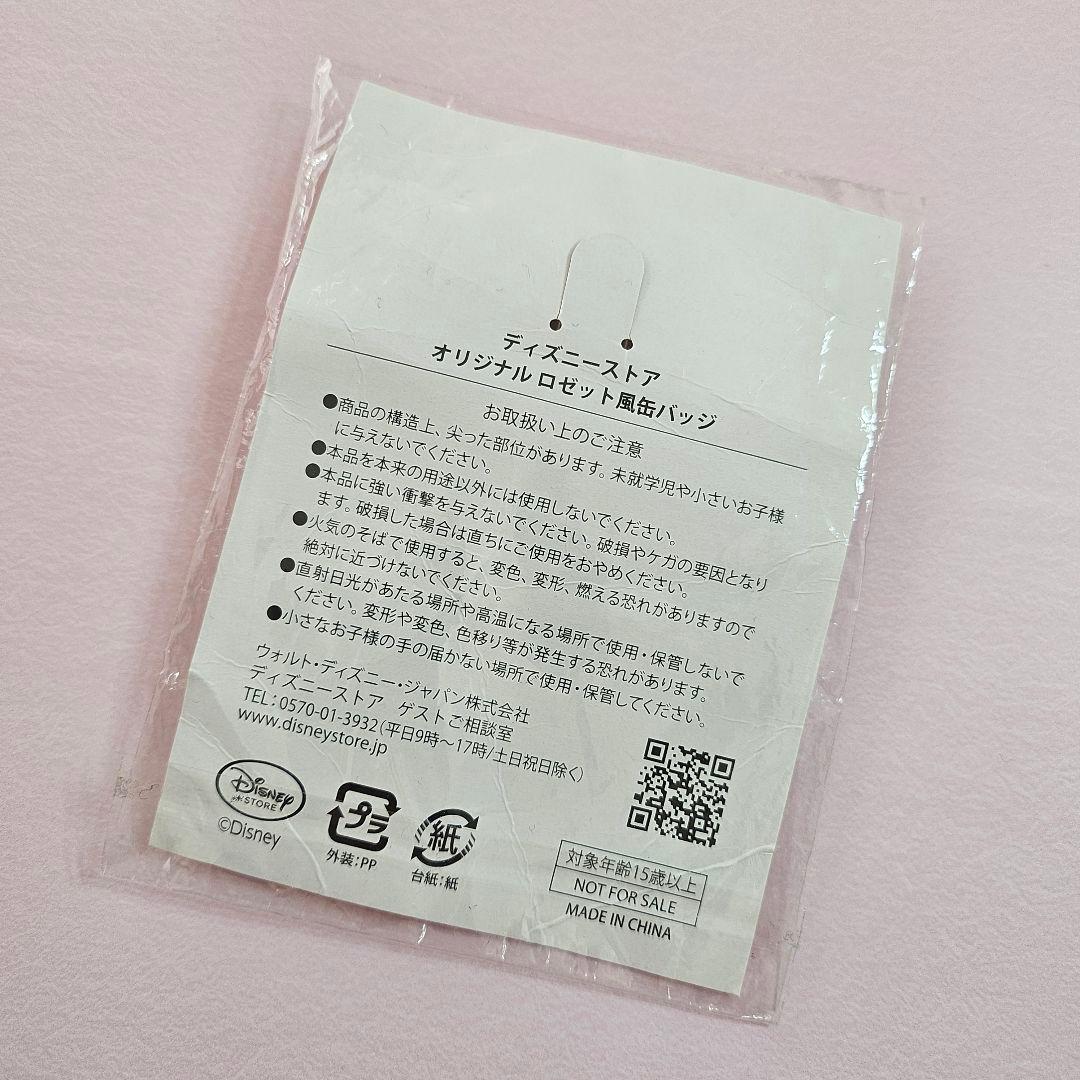 ディズニーストア
オリジナル ロゼット風缶バッジ
お取扱い上のご注意
●商品の構造上、尖った部位があります。未就学児や小さいお子様
に与えないでください。
●本品を本来の用途以外には使用しないでください。
●本品に強い衝撃を与えないでください。破損やケガの要因となり
ます。破損した場合は直ちにご使用をおやめください。
●火気のそばで使用すると、変色、変形、燃える恐れがありますので
絶対に近づけないでください。
●直射日光があたる場所や高温になる場所で使用・保管しないで
ください。変形や変色、色移り等が発生する恐れがあります。
●小さなお子様の手の届かない場所で使用・保管してください。
ウォルト・ディズニー・ジャパン株式会社
ディズニーストア ゲストご相談室
TEL:0570-01-3932(平日9時〜17時/土日祝日除く)
www.disneystore.jp
Disney
STORE
©Disney
プラ
外装:PP
紙
台紙:紙
対象年齢15歳以上
NOT FOR SALE
MADE IN CHINA